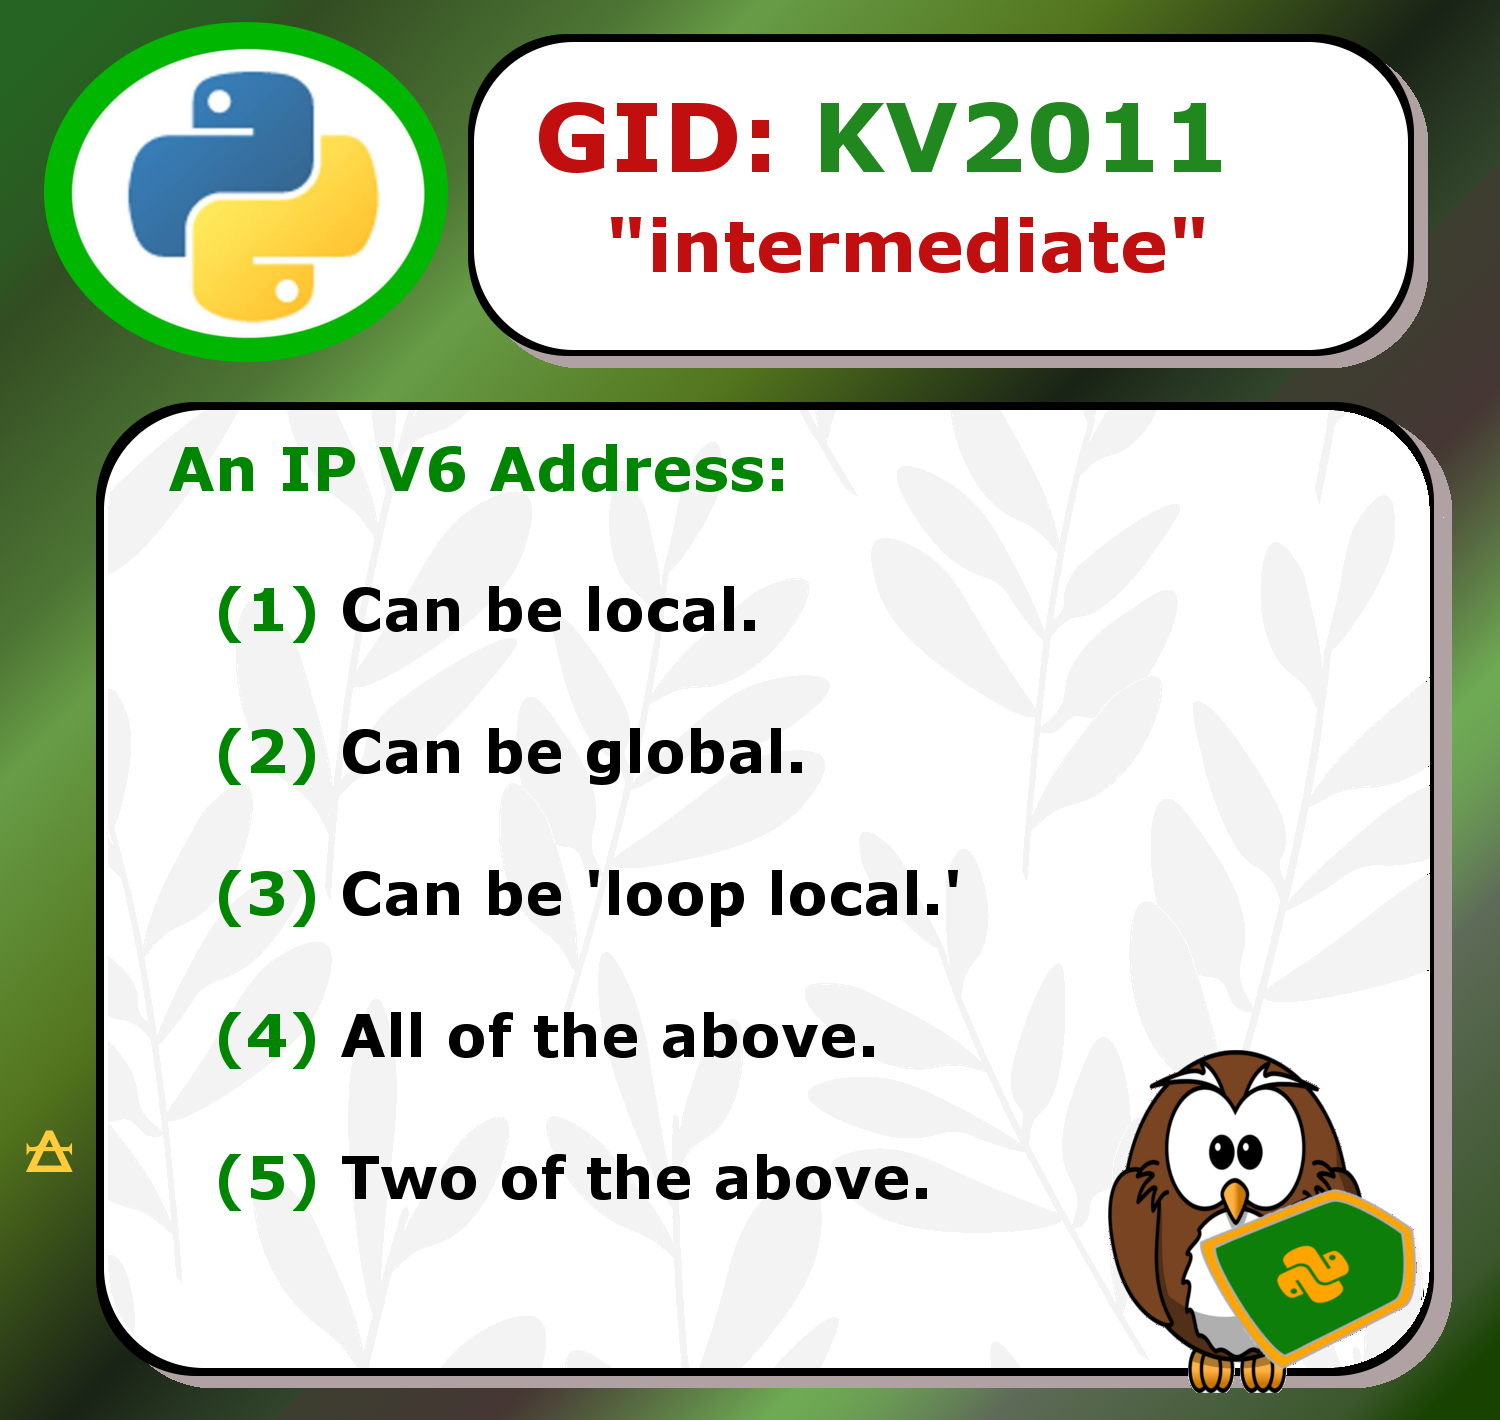 GID: KV2011
"intermediate"
An IP V6 Address:
(1) Can be local.
(2) Can be global.
(3) Can be 'loop local.'
(4) All of the above.
(5) Two of the above.